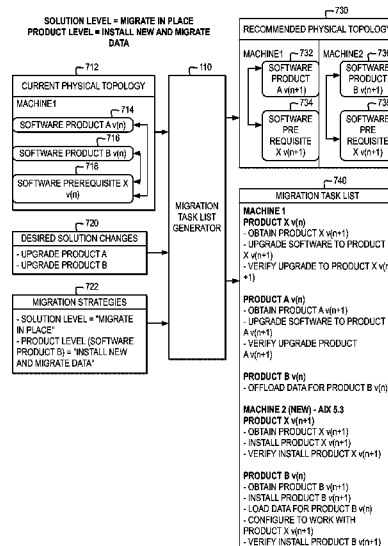 SOLUTION LEVEL = MIGRATE IN PLACE
PRODUCT LEVEL = INSTALL NEW AND MIGRATE
DATA
712
CURRENT PHYSICAL TOPOLOGY
MACHINE1
714
SOFTWARE PRODUCT A v(n)
716
SOFTWARE PRODUCT B v(n)
718
SOFTWARE PREREQUISITE X
v(n)
720
DESIRED SOLUTION CHANGES
- UPGRADE PRODUCT A
- UPGRADE PRODUCT B
722
MIGRATION STRATEGIES
- SOLUTION LEVEL = "MIGRATE
IN PLACE"
- PRODUCT LEVEL (SOFTWARE
PRODUCT B) = "INSTALL NEW
AND MIGRATE DATA"
110
MIGRATION
TASK LIST
GENERATOR
730
RECOMMENDED PHYSICAL TOPOLOGY
MACHINE1
732
SOFTWARE
PRODUCT
A v(n+1)
734
SOFTWARE
PRE
REQUISITE
X v(n+1)
MACHINE2
SOFTWARE
PRODUCT
B v(n+1)
SOFTWARE
PRE
REQUISITE
X v(n+1)
740
MIGRATION TASK LIST
MACHINE 1
PRODUCT X v(n)
- OBTAIN PRODUCT X v(n+1)
- UPGRADE SOFTWARE TO PRODUCT
X v(n+1)
- VERIFY UPGRADE TO PRODUCT X v(n
+1)
PRODUCT A v(n)
- OBTAIN PRODUCT A v(n+1)
- UPGRADE SOFTWARE TO PRODUCT
A v(n+1)
- VERIFY UPGRADE PRODUCT
A v(n+1)
PRODUCT B v(n)
- OFFLOAD DATA FOR PRODUCT B v(n)
MACHINE 2 (NEW) - AIX 5.3
PRODUCT X v(n+1)
- OBTAIN PRODUCT X v(n+1)
- INSTALL PRODUCT X v(n+1)
- VERIFY INSTALL PRODUCT X v(n+1)
PRODUCT B v(n)
- OBTAIN PRODUCT B v(n+1)
- INSTALL PRODUCT B v(n+1)
- LOAD DATA FOR PRODUCT B v(n)
- CONFIGURE TO WORK WITH
PRODUCT X v(n+1)
- VERIFY INSTALL PRODUCT B v(n+1)